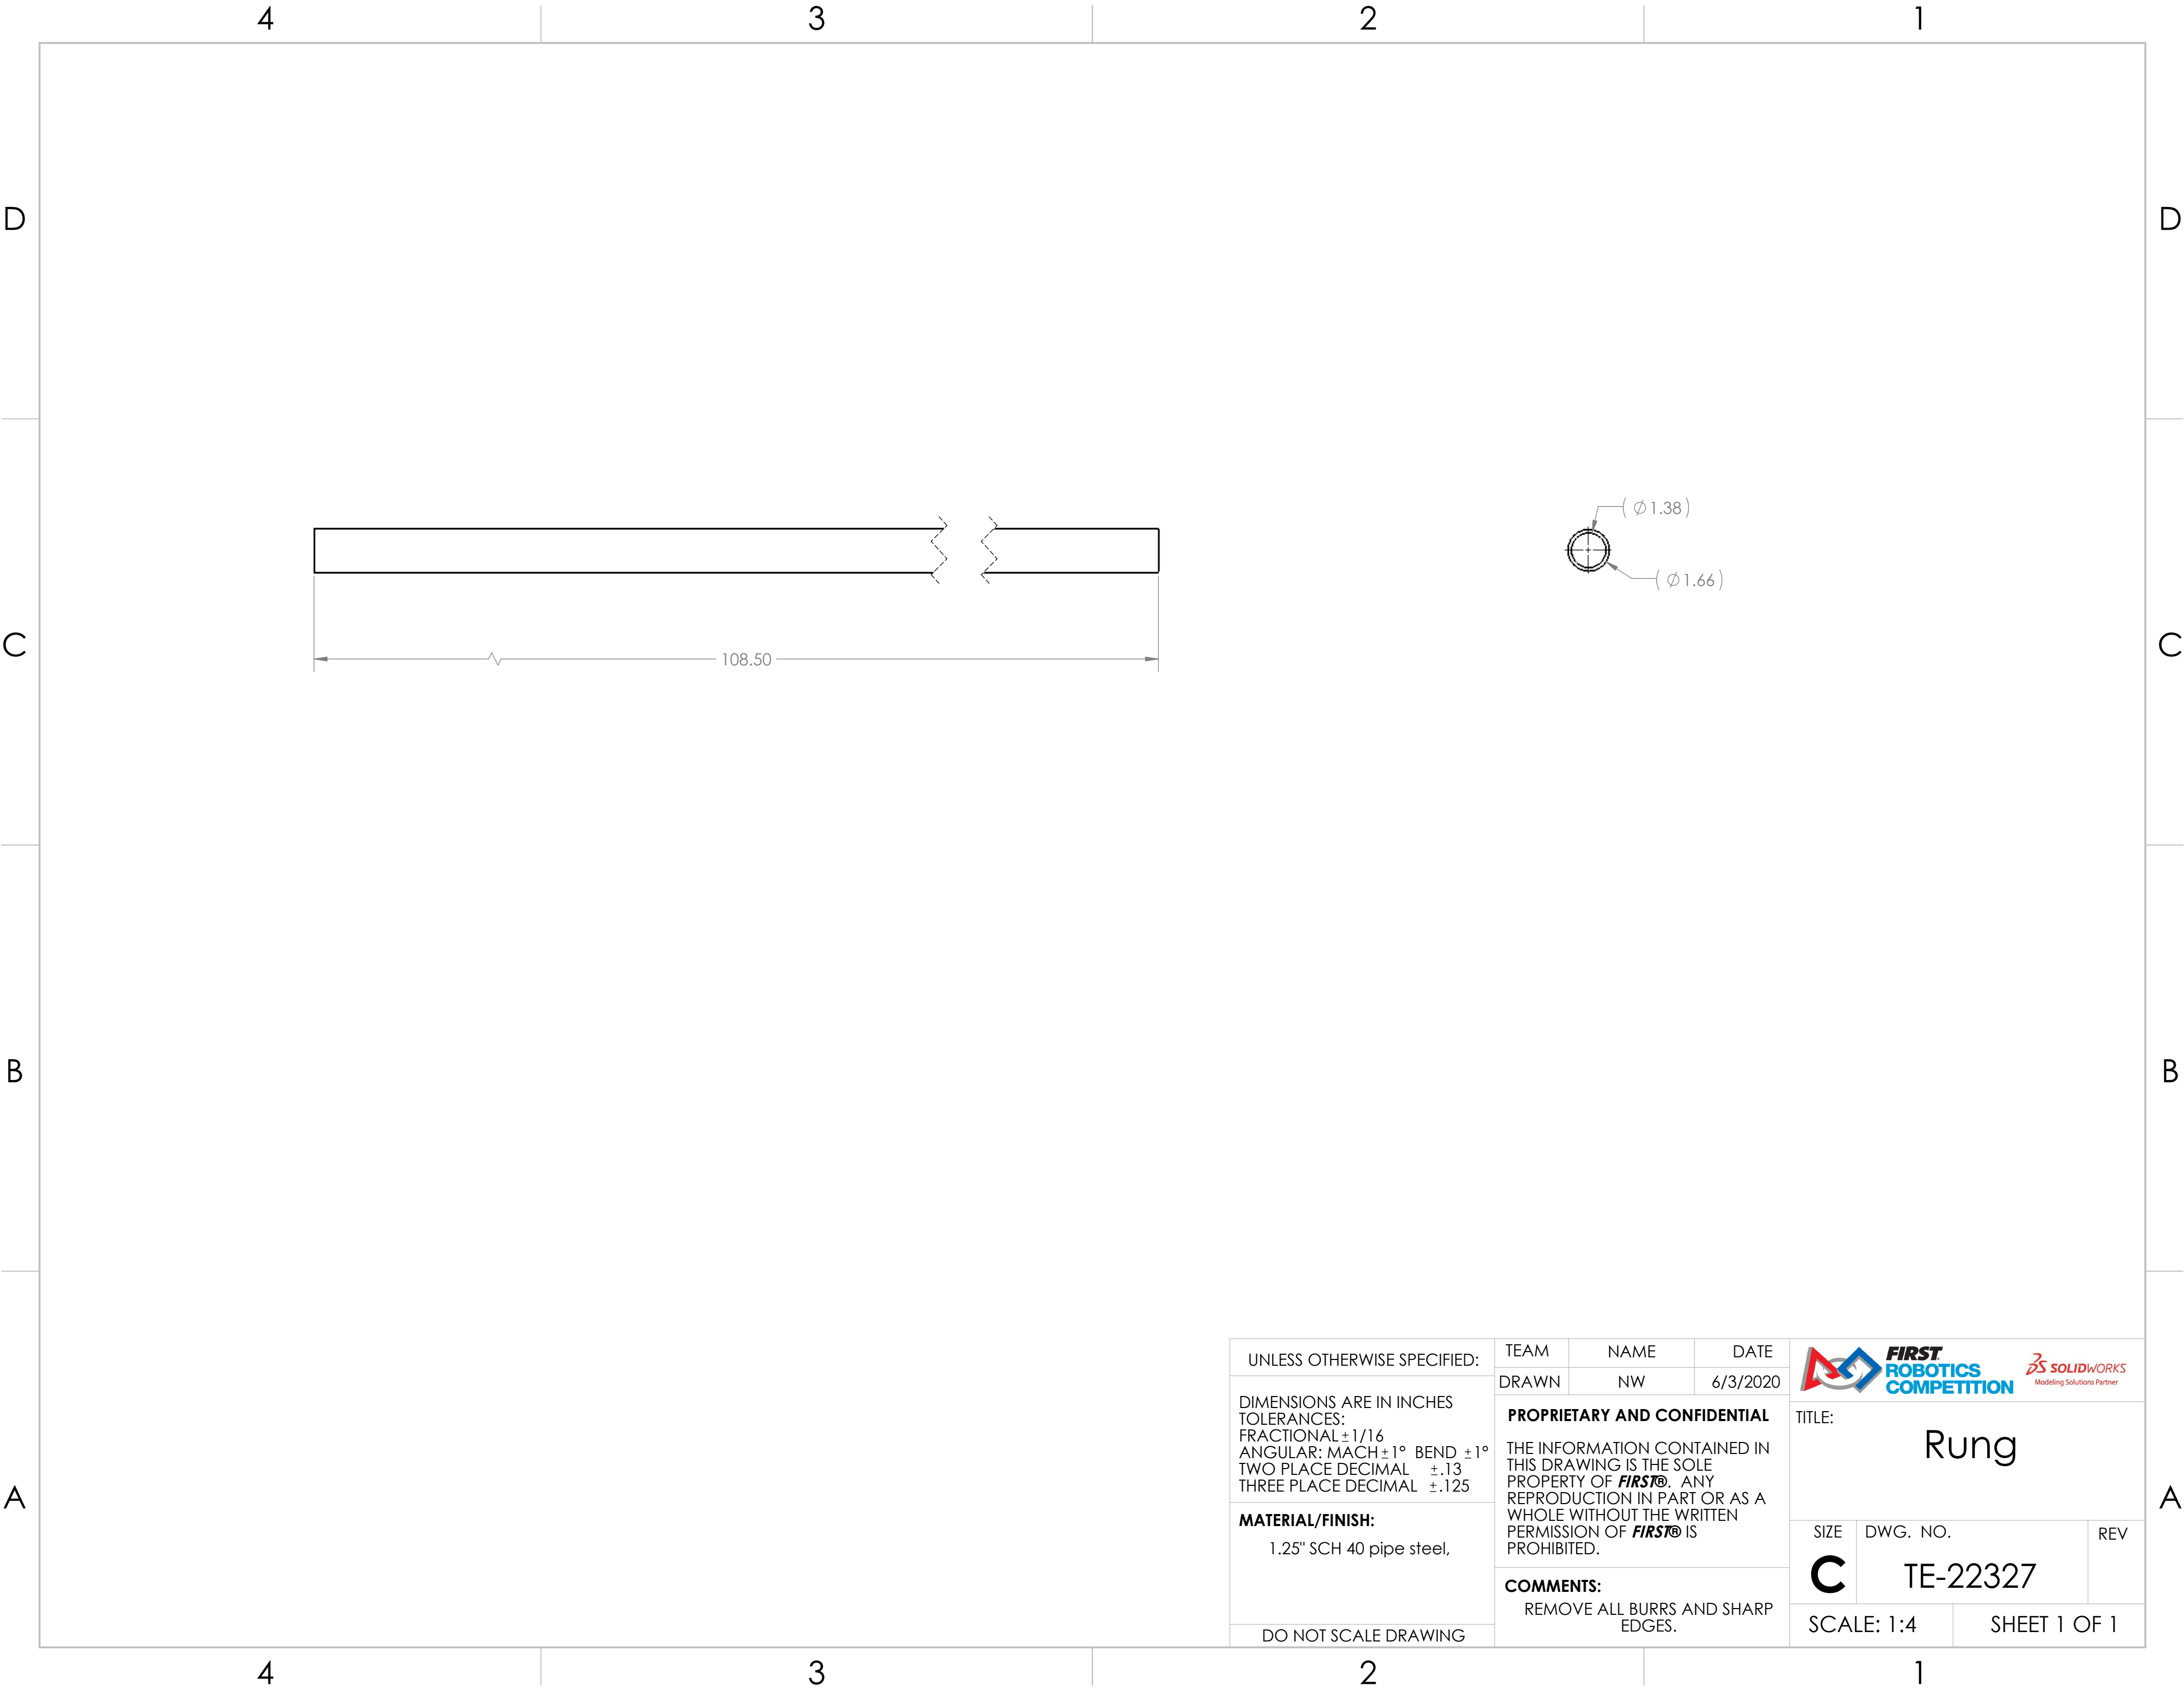 4 3 2 1
D D
( ∅1.38 )
( ∅1.66 )
108.50
C C
B B
A A
UNLESS OTHERWISE SPECIFIED:
DIMENSIONS ARE IN INCHES
TOLERANCES:
FRACTIONAL±1/16
ANGULAR: MACH±1° BEND ±1°
TWO PLACE DECIMAL ±.13
THREE PLACE DECIMAL ±.125
MATERIAL/FINISH:
1.25" SCH 40 pipe steel,
DO NOT SCALE DRAWING
TEAM NAME DATE
DRAWN NW 6/3/2020
PROPRIETARY AND CONFIDENTIAL
THE INFORMATION CONTAINED IN
THIS DRAWING IS THE SOLE
PROPERTY OF FIRST®. ANY
REPRODUCTION IN PART OR AS A
WHOLE WITHOUT THE WRITTEN
PERMISSION OF FIRST® IS
PROHIBITED.
COMMENTS:
REMOVE ALL BURRS AND SHARP
EDGES.
FIRST
ROBOTICS
COMPETITION
SOLIDWORKS
Modeling Solutions Partner
TITLE:
Rung
SIZE DWG. NO. REV
C TE-22327
SCALE: 1:4 SHEET 1 OF 1
4 3 2 1